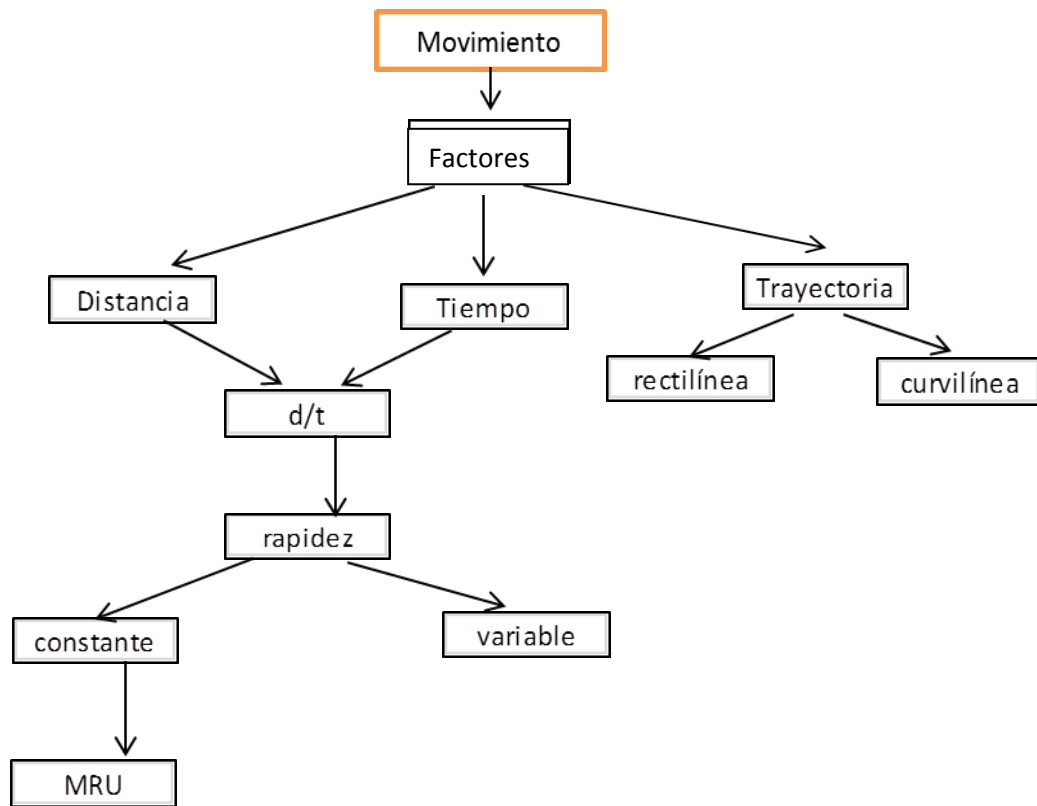 Movimiento
Factores
Distancia
Tiempo
Trayectoria
rectilínea
curvilínea
d/t
rapidez
constante
variable
MRU